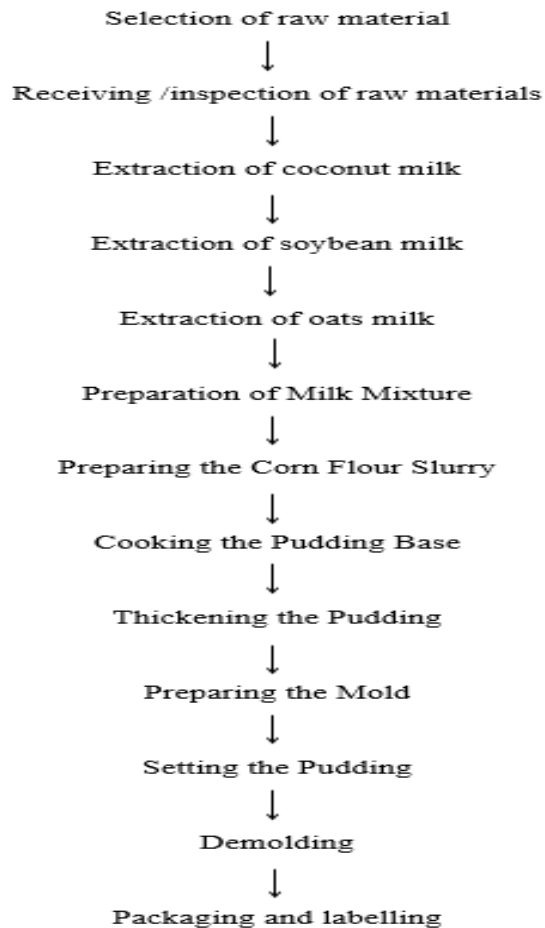 Selection of raw material
Receiving /inspection of raw materials
Extraction of coconut milk
Extraction of soybean milk
Extraction of oats milk
Preparation of Milk Mixture
Preparing the Corn Flour Slurry
Cooking the Pudding Base
Thickening the Pudding
Preparing the Mold
Setting the Pudding
Demolding
Packaging and labelling